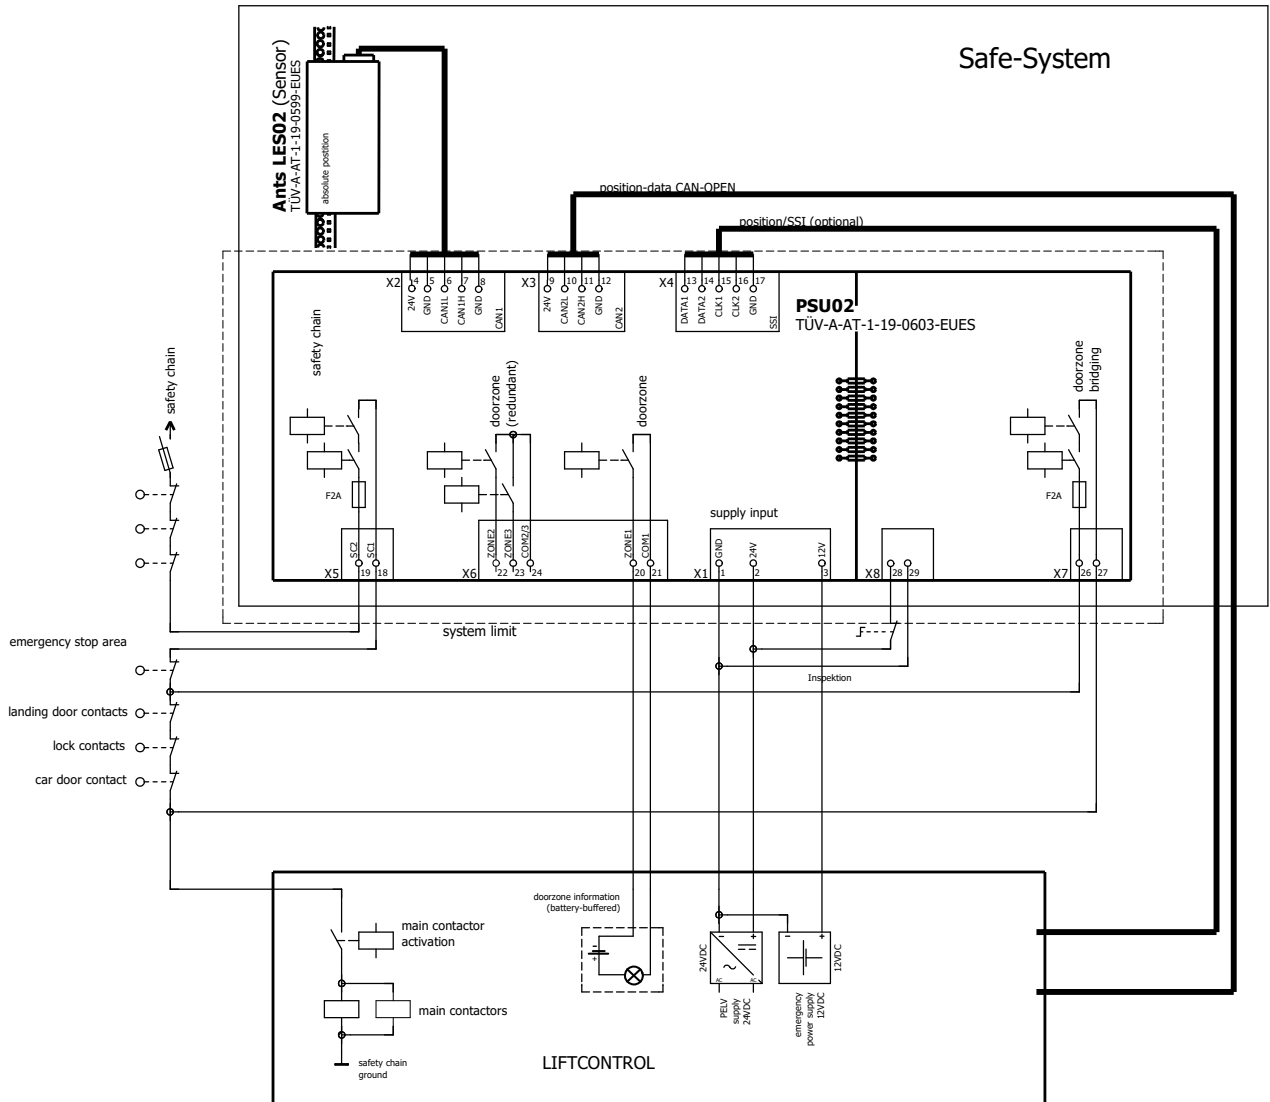 Safe-System
Ants LES02 (Sensor)
TÜV-A-AT-1-19-0599-EUES
absolute postition
position-data CAN-OPEN
position/SSI (optional)
X2
4
5
6
7
8
24V
GND
CAN1L
CAN1H
GND
CAN1
X3
9
10
11
12
24V
CAN2L
CAN2H
GND
CAN2
X4
13
14
15
16
17
DATA1
DATA2
CLK1
CLK2
GND
SSI
PSU02
TÜV-A-AT-1-19-0603-EUES
safety chain
safety chain
doorzone
(redundant)
doorzone
doorzone
bridging
F2A
F2A
supply input
SC2
SC1
X5
19
18
ZONE2
ZONE3
COM2/3
ZONE1
COM1
X6
22
23
24
20
21
GND
24V
12V
X1
1
2
3
X8
28
29
X7
26
27
system limit
emergency stop area
Inspektion
landing door contacts
lock contacts
car door contact
doorzone information
(battery-buffered)
main contactor
activation
main contactors
safety chain
ground
24VDC
AC
AC
PELV
supply
24VDC
12VDC
emergency
power supply
12VDC
LIFTCONTROL